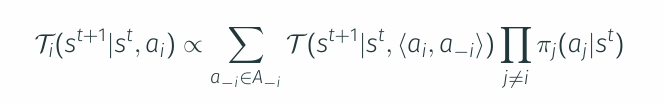 𝒯ᵢ(sᵗ⁺¹|sᵗ, aᵢ) ∝ ∑_{a₋ᵢ∈A₋ᵢ} 𝒯(sᵗ⁺¹|sᵗ, ⟨aᵢ, a₋ᵢ⟩) ∏_{j≠i} πⱼ(aⱼ|sᵗ)